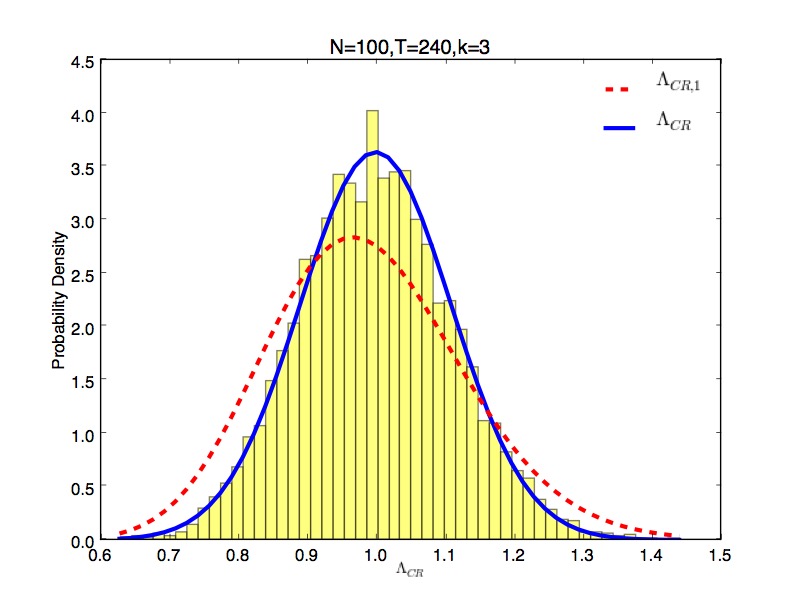 N=100,T=240,k=3
4.5
4.0
3.5
3.0
2.5
2.0
1.5
1.0
0.5
0.0
Probability Density
Λ_{CR,1}
Λ_{CR}
0.6 0.7 0.8 0.9 1.0 1.1 1.2 1.3 1.4 1.5
Λ_{CR}